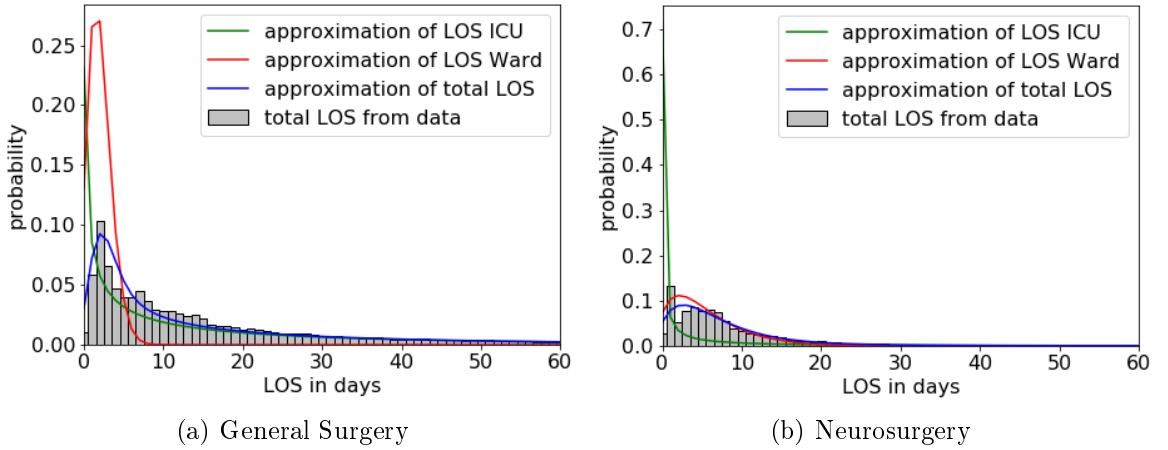 approximation of LOS ICU
approximation of LOS Ward
approximation of total LOS
total LOS from data
probability
0.25
0.20
0.15
0.10
0.05
0.00
0 10 20 30 40 50 60
LOS in days
(a) General Surgery
approximation of LOS ICU
approximation of LOS Ward
approximation of total LOS
total LOS from data
probability
0.7
0.6
0.5
0.4
0.3
0.2
0.1
0.0
0 10 20 30 40 50 60
LOS in days
(b) Neurosurgery